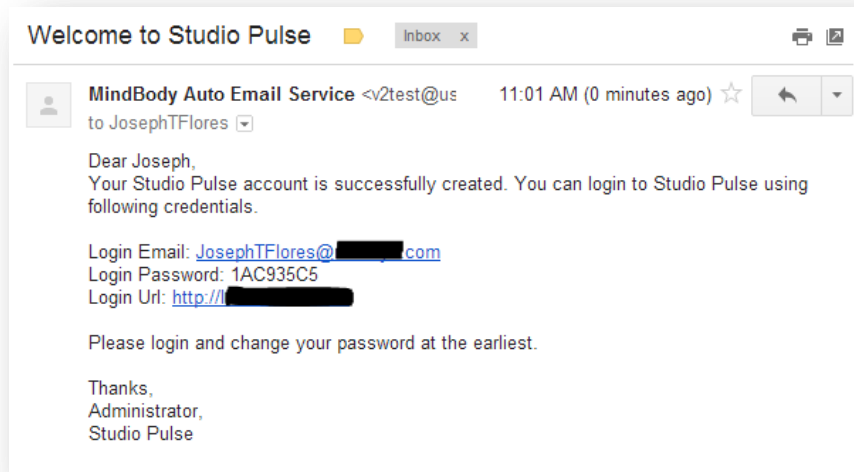 Welcome to Studio Pulse Inbox x
MindBody Auto Email Service <v2test@us 11:01 AM (0 minutes ago)
to JosephTFlores
Dear Joseph,
Your Studio Pulse account is successfully created. You can login to Studio Pulse using
following credentials.
Login Email: JosephTFlores@ com
Login Password: 1AC935C5
Login Url: http://
Please login and change your password at the earliest.
Thanks,
Administrator,
Studio Pulse